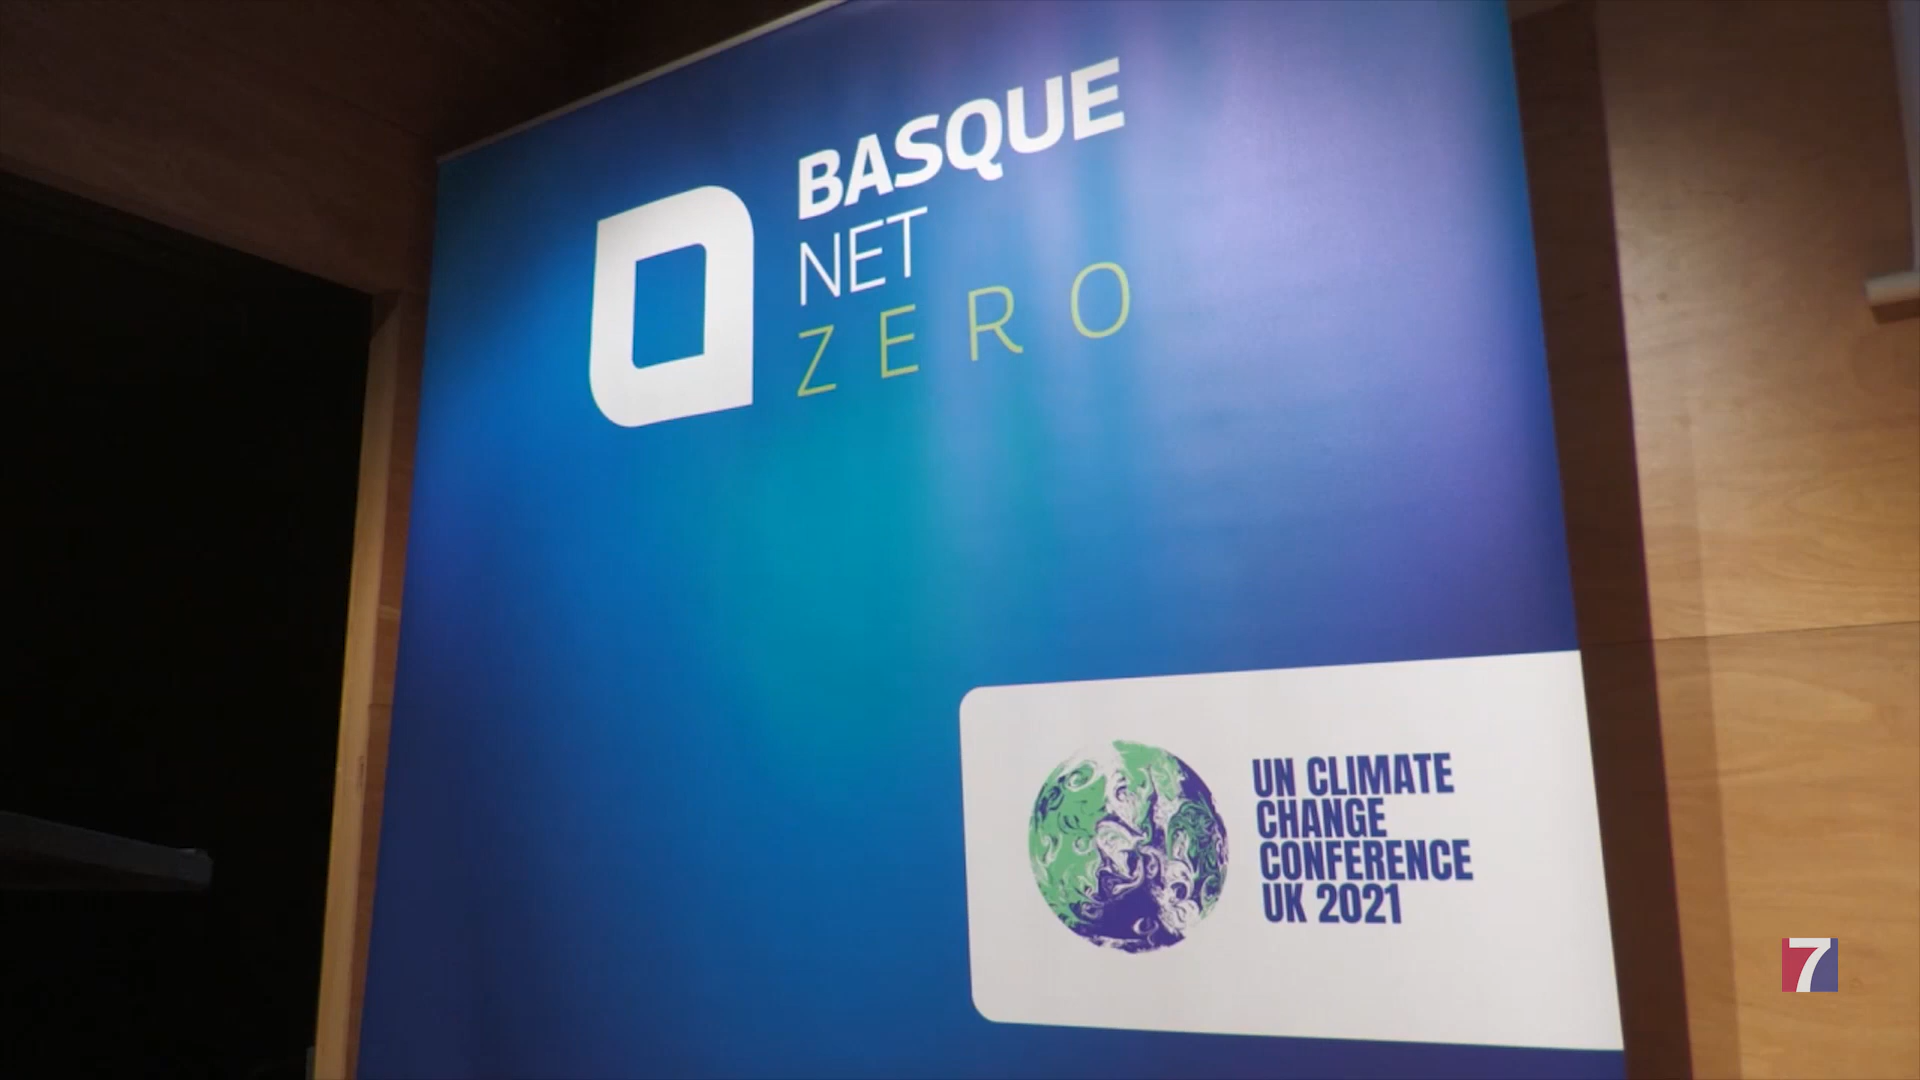 BASQUE
NET
ZERO
UN CLIMATE
CHANGE
CONFERENCE
UK 2021
7